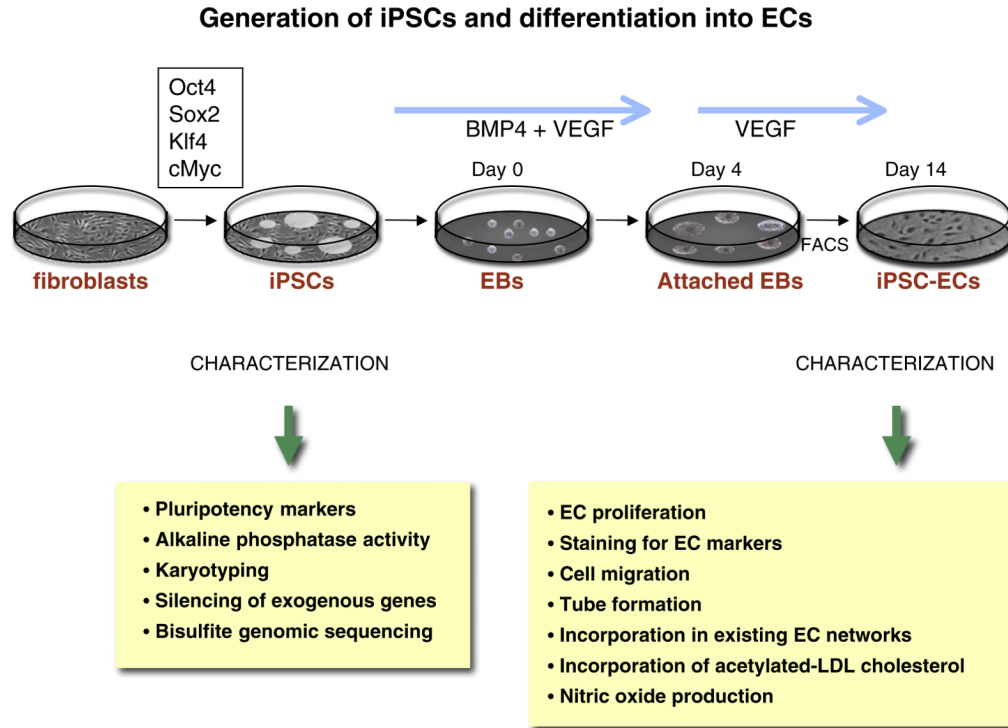 Generation of iPSCs and differentiation into ECs
Oct4
Sox2
Klf4
cMyc
BMP4 + VEGF
VEGF
Day 0
Day 4
Day 14
FACS
fibroblasts
iPSCs
EBs
Attached EBs
iPSC-ECs
CHARACTERIZATION
CHARACTERIZATION
• Pluripotency markers
• Alkaline phosphatase activity
• Karyotyping
• Silencing of exogenous genes
• Bisulfite genomic sequencing
• EC proliferation
• Staining for EC markers
• Cell migration
• Tube formation
• Incorporation in existing EC networks
• Incorporation of acetylated-LDL cholesterol
• Nitric oxide production